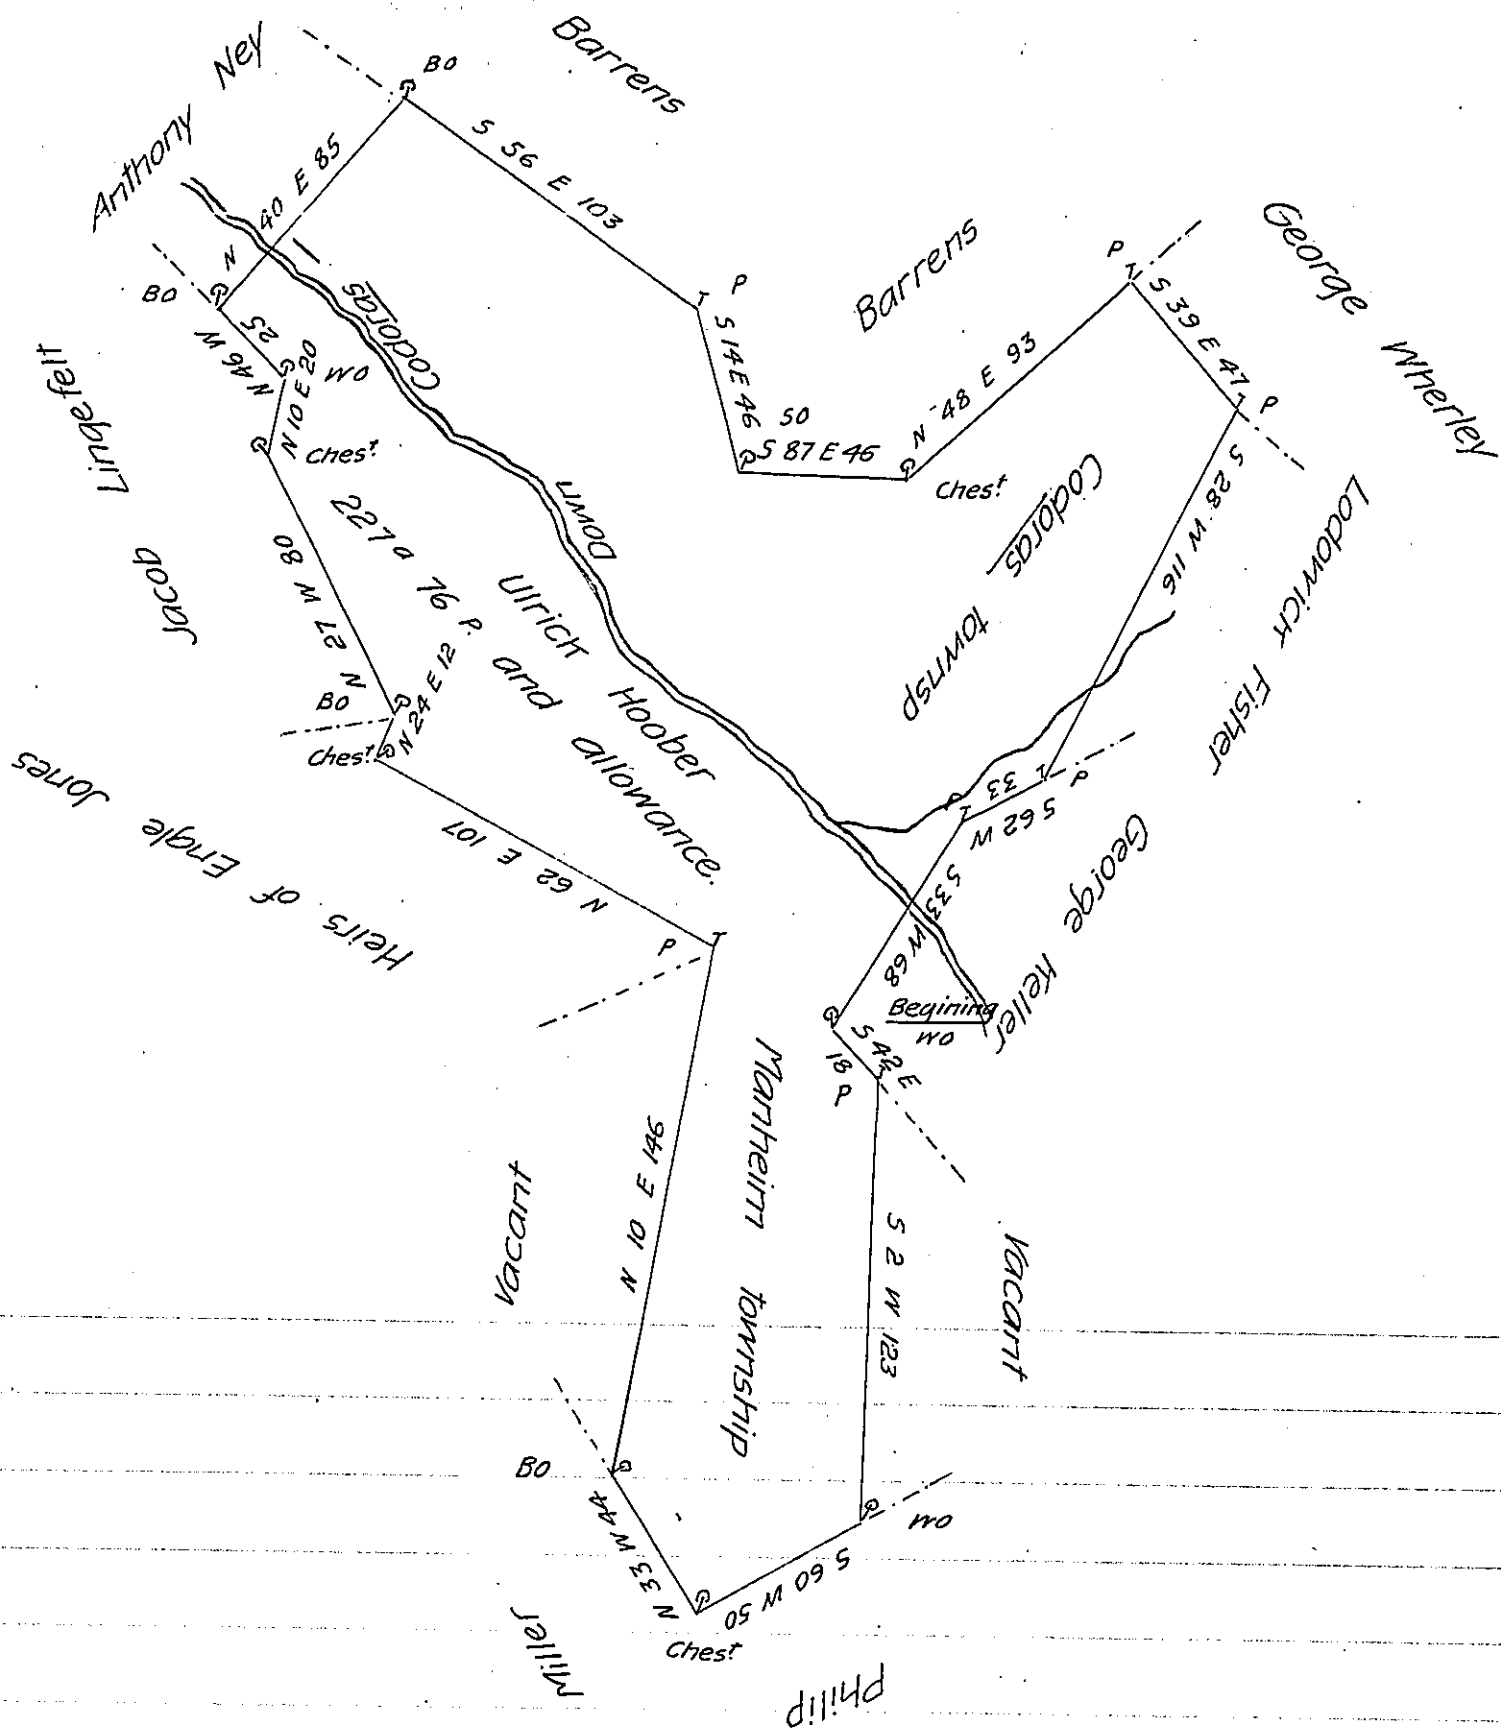 Anthony Ney
BO
Barrens
N 40 E 85
S 56 E 103
BO
N 46 W 25
WO
N 10 E 20
Chest
Codoras
P
S 14 E 46
50
S 87 E 46
Barrens
Chest
N 48 E 93
P
S 39 E 47
P
George Wherley
S 28 W 116
Lodowick Fisher
Codoras
townsp
Down
Jacob Lingefelt
N 27 W 80
221 a 76 P. and allowance.
Ulrich Hoober
BO
N 24 E 12
Chest
Heirs of Engle Jones
N 62 E 107
P
P
S 62 W 33
P
George Keller
S 33 W 68
Begining
WO
S 42 E
18
P
Manheim township
Vacant
N 10 E 146
S 2 W 123
Vacant
BO
N 33 W 44
WO
S 60 W 50
Chest
Philip Miller